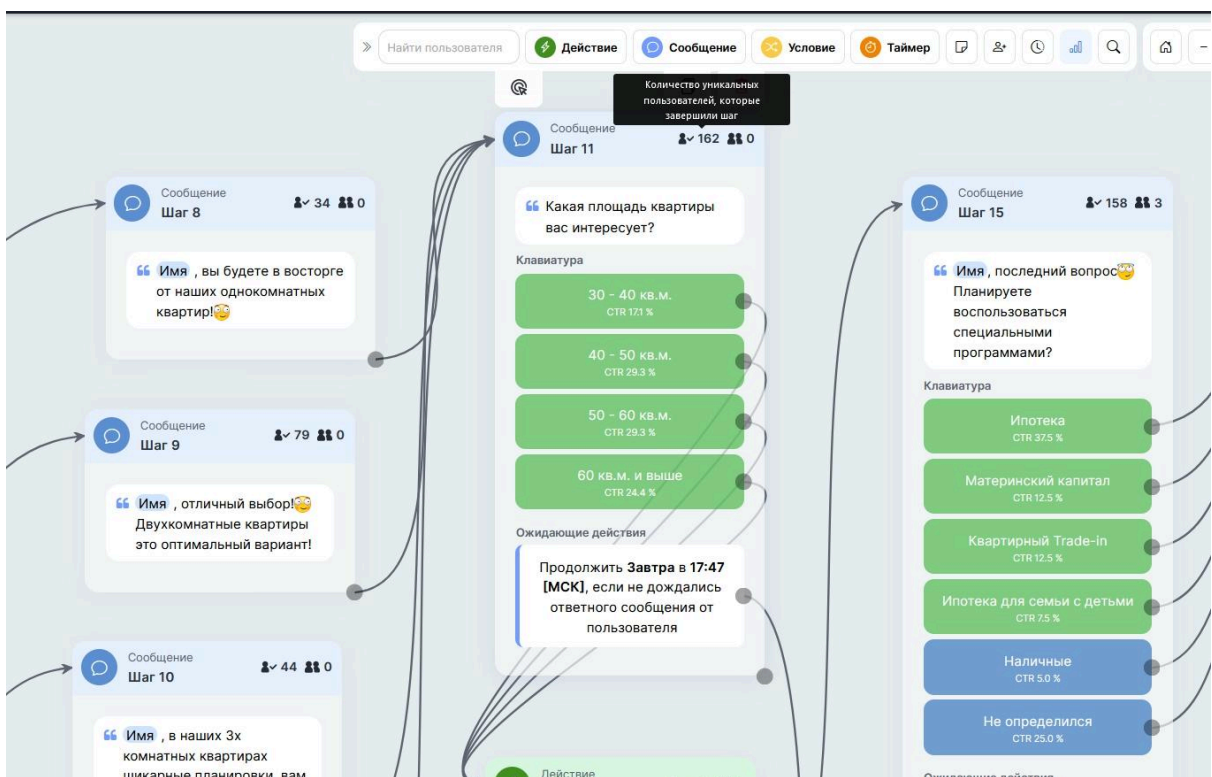 Найти пользователя
Действие
Сообщение
Условие
Таймер
Количество уникальных
пользователей, которые
завершили шаг
Сообщение
Шаг 8
34 0
Имя , вы будете в восторге
от наших однокомнатных
квартир!
Сообщение
Шаг 9
79 0
Имя , отличный выбор!
Двухкомнатные квартиры
это оптимальный вариант!
Сообщение
Шаг 10
44 0
Имя , в наших 3х
комнатных квартирах
шикарные планировки, вам
Сообщение
Шаг 11
162 0
Какая площадь квартиры
вас интересует?
Клавиатура
30 - 40 кв.м.
CTR 17.1 %
40 - 50 кв.м.
CTR 29.3 %
50 - 60 кв.м.
CTR 29.3 %
60 кв.м. и выше
CTR 24.4 %
Ожидающие действия
Продолжить Завтра в 17:47
[МСК], если не дождались
ответного сообщения от
пользователя
Действие
Сообщение
Шаг 15
158 3
Имя , последний вопрос
Планируете
воспользоваться
специальными
программами?
Клавиатура
Ипотека
CTR 37.5 %
Материнский капитал
CTR 12.5 %
Квартирный Trade-in
CTR 12.5 %
Ипотека для семьи с детьми
CTR 7.5 %
Наличные
CTR 5.0 %
Не определился
CTR 25.0 %
Ожидающие действия